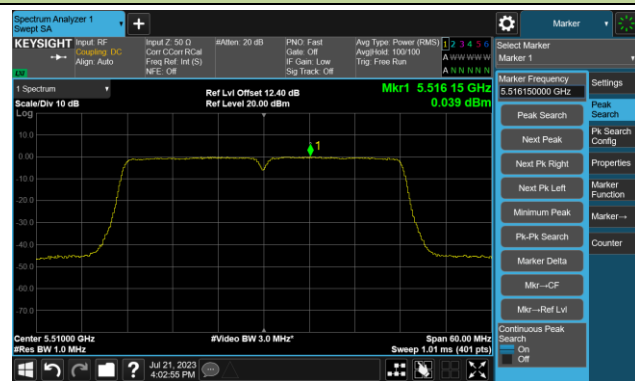 Spectrum Analyzer 1
Swept SA
+
Marker
KEYSIGHT
Input: RF
Coupling: DC
Align: Auto
Input Z: 50 Ω
Corr CCorr RCal
Freq Ref: Int (S)
NFE: Off
#Atten: 20 dB
PNO: Fast
Gate: Off
IF Gain: Low
Sig Track: Off
Avg Type: Power (RMS)
Avg|Hold: 100/100
Trig: Free Run
1 2 3 4 5 6
A W W W W W
A N N N N N
LXI
Select Marker
Marker 1
1 Spectrum
Scale/Div 10 dB
Log
Ref Lvl Offset 12.40 dB
Ref Level 20.00 dBm
Mkr1 5.516 15 GHz
0.039 dBm
10.0
0.00
-10.0
-20.0
-30.0
-40.0
-50.0
-60.0
-70.0
1
Center 5.51000 GHz
#Res BW 1.0 MHz
#Video BW 3.0 MHz*
Span 60.00 MHz
Sweep 1.01 ms (401 pts)
Marker Frequency
5.516150000 GHz
Peak Search
Next Peak
Next Pk Right
Next Pk Left
Minimum Peak
Pk-Pk Search
Marker Delta
Mkr→CF
Mkr→Ref Lvl
Continuous Peak
Search
On
Off
Settings
Peak
Search
Pk Search
Config
Properties
Marker
Function
Marker→
Counter
?
Jul 21, 2023
4:02:55 PM